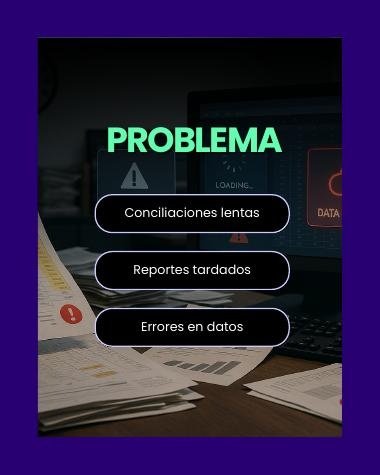 PROBLEMA
LOADING...
DATA
Conciliaciones lentas
Reportes tardados
Errores en datos